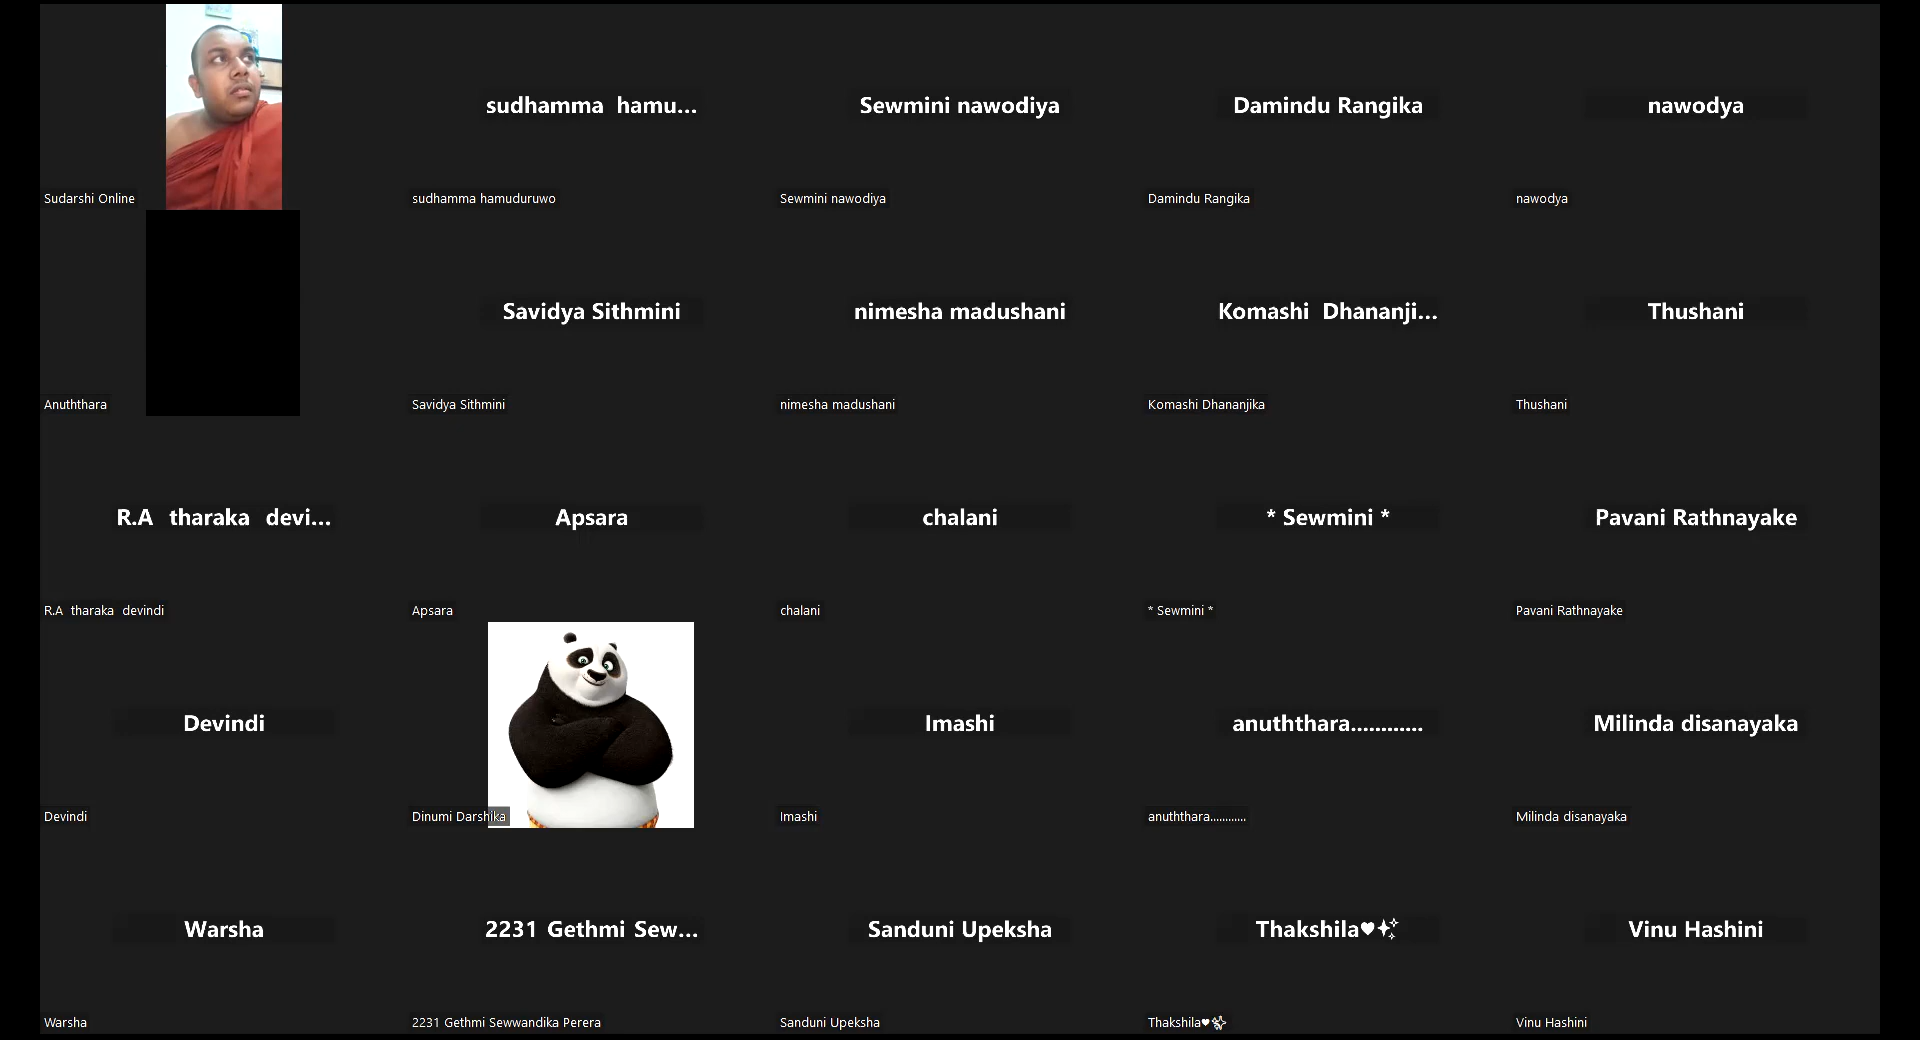 Sudarshi Online
sudhamma hamu...
sudhamma hamuduruwo
Sewmini nawodiya
Sewmini nawodiya
Damindu Rangika
Damindu Rangika
nawodya
nawodya
Anuththara
Savidya Sithmini
Savidya Sithmini
nimesha madushani
nimesha madushani
Komashi Dhananji...
Komashi Dhananjika
Thushani
Thushani
R.A tharaka devi...
R.A tharaka devindi
Apsara
Apsara
chalani
chalani
* Sewmini *
* Sewmini *
Pavani Rathnayake
Pavani Rathnayake
Devindi
Devindi
Dinumi Darshika
Imashi
Imashi
anuththara............
anuththara............
Milinda disanayaka
Milinda disanayaka
Warsha
Warsha
2231 Gethmi Sew...
2231 Gethmi Sewwandika Perera
Sanduni Upeksha
Sanduni Upeksha
Thakshila♥✨
Thakshila♥✨
Vinu Hashini
Vinu Hashini